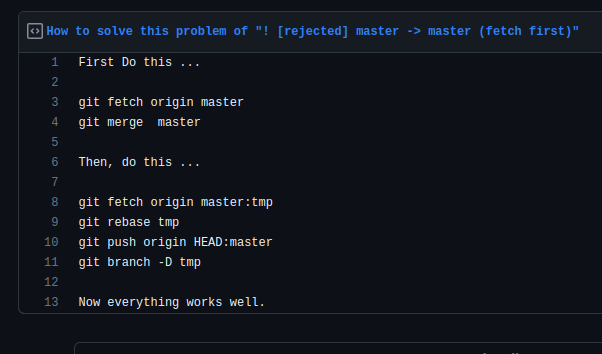 How to solve this problem of "! [rejected] master -> master (fetch first)"
1 First Do this ...
2
3 git fetch origin master
4 git merge  master
5
6 Then, do this ...
7
8 git fetch origin master:tmp
9 git rebase tmp
10 git push origin HEAD:master
11 git branch -D tmp
12
13 Now everything works well.